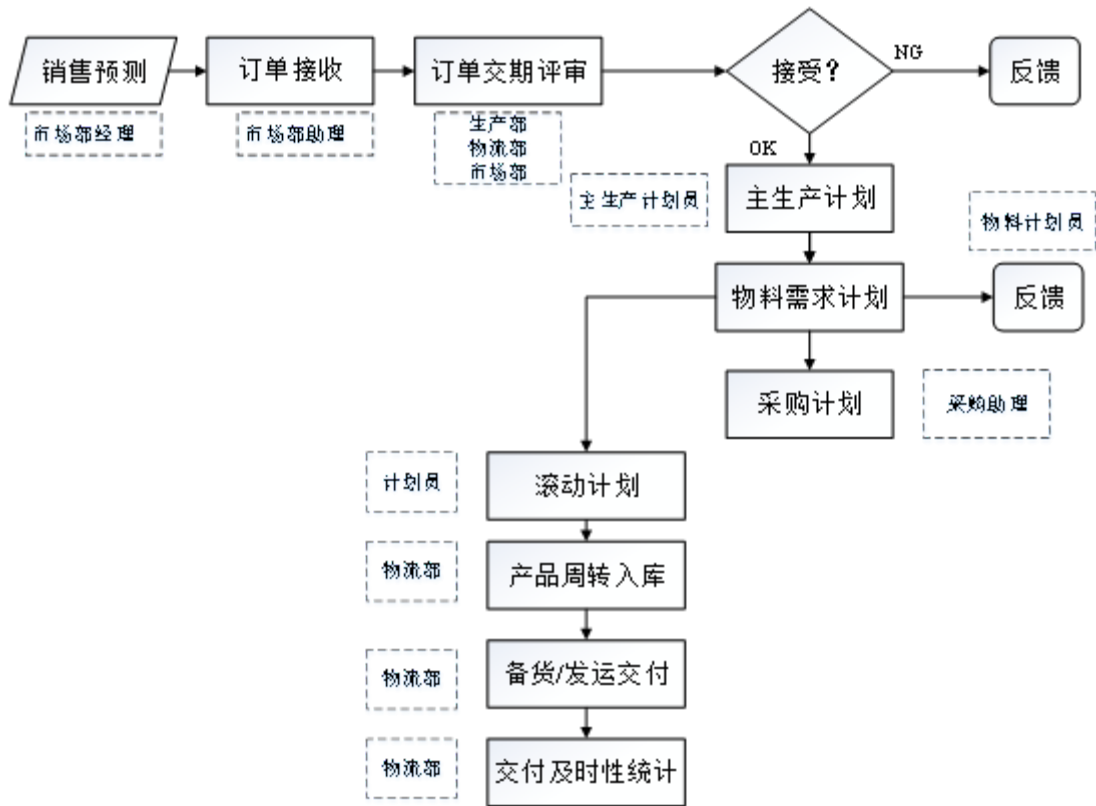 销售预测
订单接收
订单交期评审
接受?
NG
反馈
市场部经理
市场部助理
生产部
物流部
市场部
OK
主生产计划员
主生产计划
物料计划员
物料需求计划
反馈
采购计划
采购助理
计划员
滚动计划
物流部
产品周转入库
物流部
备货/发运交付
物流部
交付及时性统计